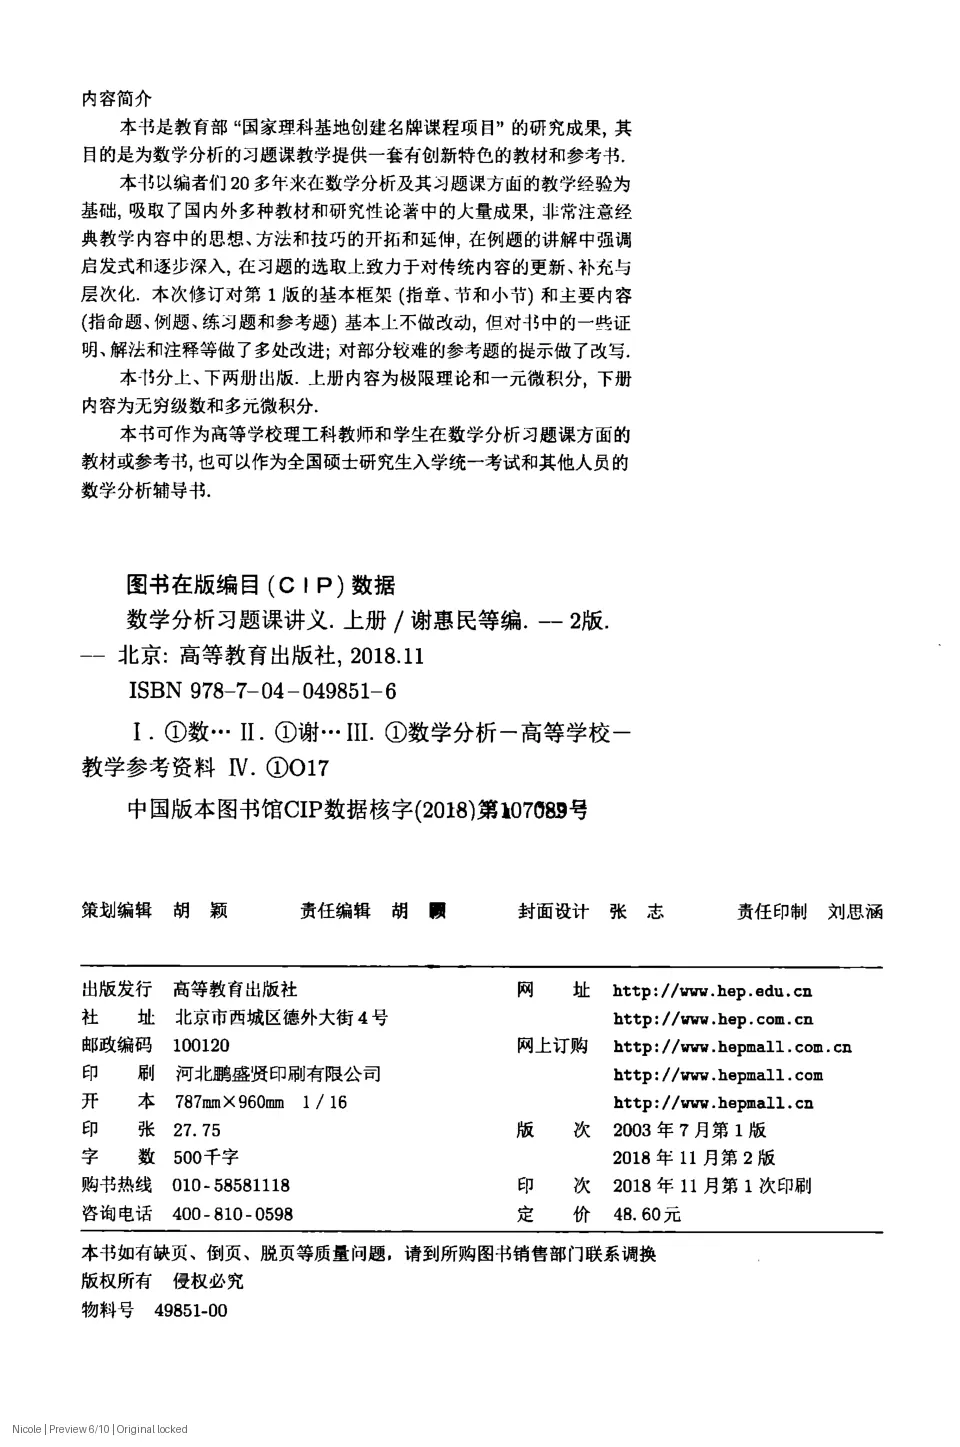 内容简介
本书是教育部“国家理科基地创建名牌课程项目”的研究成果, 其
目的是为数学分析的习题课教学提供一套有创新特色的教材和参考书.
本书以编者们 20 多年来在数学分析及其习题课方面的教学经验为
基础, 吸取了国内外多种教材和研究性论著中的大量成果, 非常注意经
典教学内容中的思想、方法和技巧的开拓和延伸, 在例题的讲解中强调
启发式和逐步深入, 在习题的选取上致力于对传统内容的更新、补充与
层次化. 本次修订对第 1 版的基本框架 (指章、节和小节) 和主要内容
(指命题、例题、练习题和参考题) 基本上不做改动, 但对书中的一些证
明、解法和注释等做了多处改进; 对部分较难的参考题的提示做了改写.
本书分上、下两册出版. 上册内容为极限理论和一元微积分, 下册
内容为无穷级数和多元微积分.
本书可作为高等学校理工科教师和学生在数学分析习题课方面的
教材或参考书, 也可以作为全国硕士研究生入学统一考试和其他人员的
数学分析辅导书.
图书在版编目(CIP)数据
数学分析习题课讲义. 上册 / 谢惠民等编. — 2版.
— 北京: 高等教育出版社, 2018.11
ISBN 978-7-04-049851-6
Ⅰ. ①数… Ⅱ. ①谢… Ⅲ. ①数学分析—高等学校—
教学参考资料 Ⅳ. ①O17
中国版本图书馆CIP数据核字(2018)第107089号
策划编辑 胡 颖 责任编辑 胡 封面设计 张 志 责任印制 刘思涵
出版发行 高等教育出版社 网 址 http://www.hep.edu.cn
社 址 北京市西城区德外大街4号 http://www.hep.com.cn
邮政编码 100120 网上订购 http://www.hepmall.com.cn
印 刷 河北鹏盛贤印刷有限公司 http://www.hepmall.com
开 本 787mm×960mm 1/16 http://www.hepmall.cn
印 张 27.75 版 次 2003 年 7 月第 1 版
字 数 500千字 2018 年 11 月第 2 版
购书热线 010-58581118 印 次 2018 年 11 月第 1 次印刷
咨询电话 400-810-0598 定 价 48.60元
本书如有缺页、倒页、脱页等质量问题，请到所购图书销售部门联系调换
版权所有 侵权必究
物料号 49851-00
Nicole | Preview 6/10 | Original locked